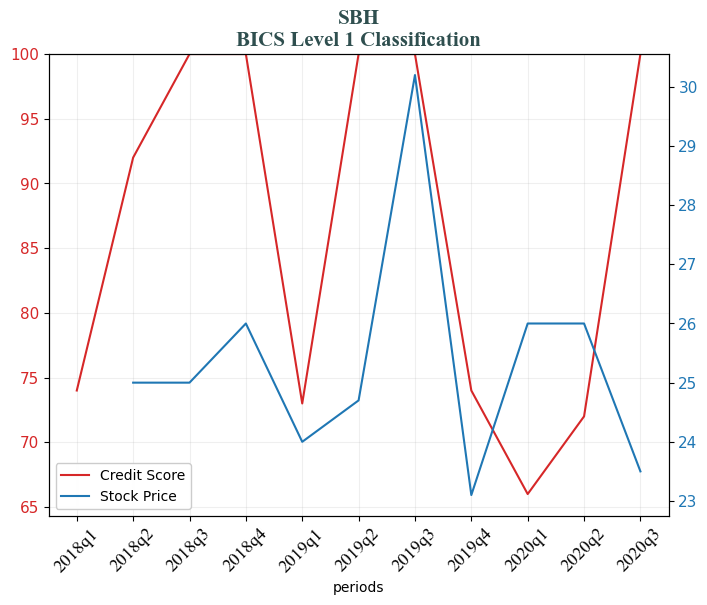 SBH
BICS Level 1 Classification
100
95
90
85
80
75
70
65
30
29
28
27
26
25
24
23
Credit Score
Stock Price
2018q1
2018q2
2018q3
2018q4
2019q1
2019q2
2019q3
2019q4
2020q1
2020q2
2020q3
periods